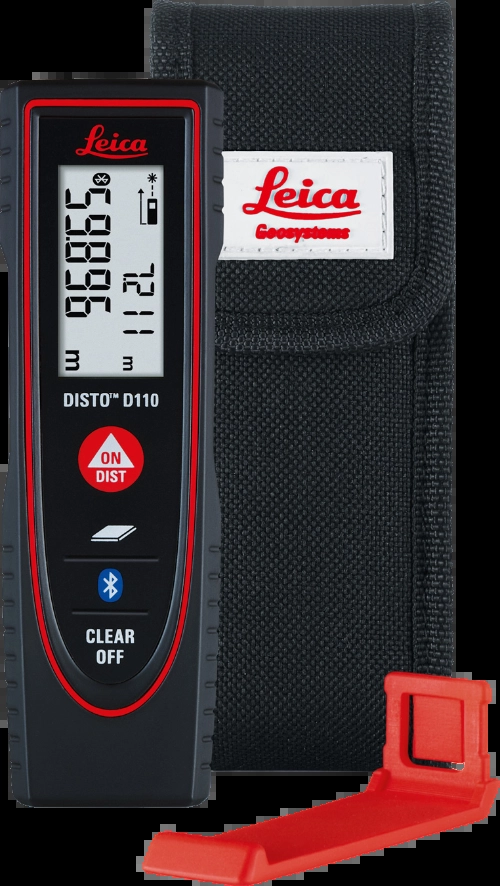 Leica
DISTO™ D110
ON
DIST
CLEAR
OFF
Leica
Geosystems